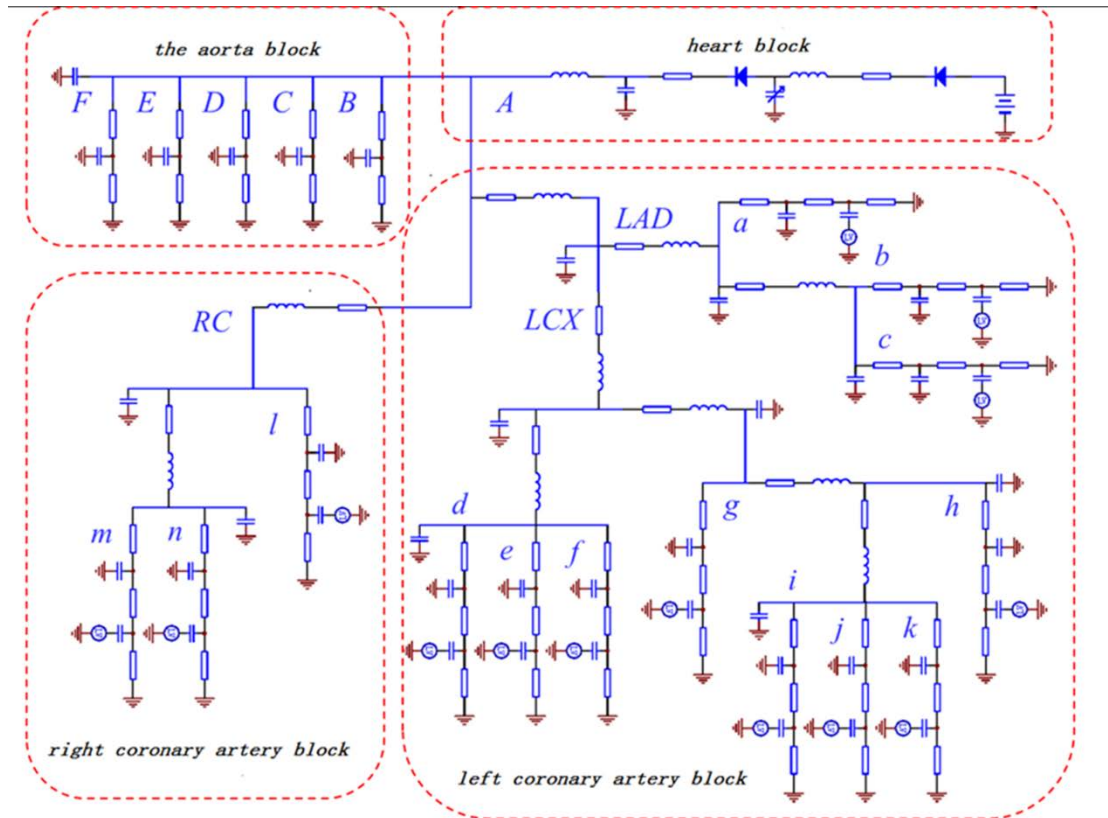 the aorta block
heart block
F E D C B A
LAD
a
b
RC
LCX
c
l
d
g
h
m n
e f
i
j k
right coronary artery block
left coronary artery block